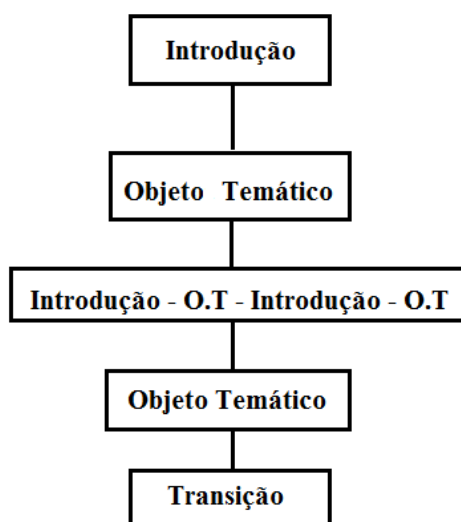 Introdução
Objeto Temático
Introdução - O.T - Introdução - O.T
Objeto Temático
Transição